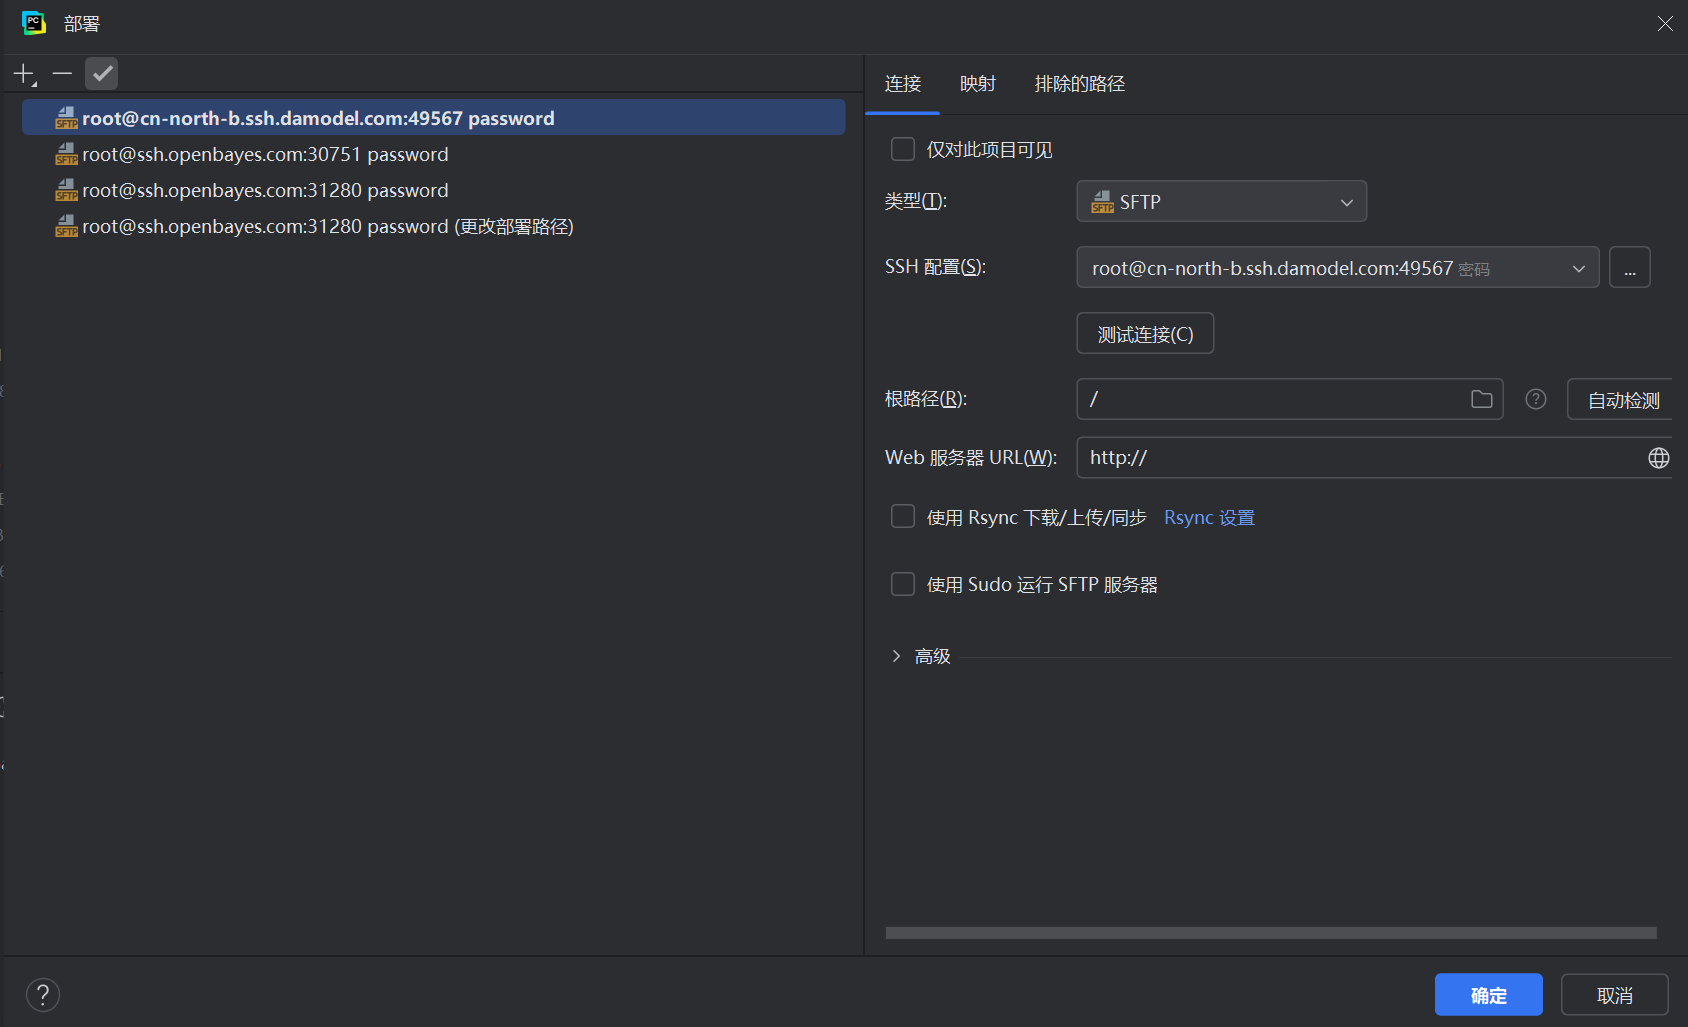 部署
root@cn-north-b.ssh.damodel.com:49567 password
root@ssh.openbayes.com:30751 password
root@ssh.openbayes.com:31280 password
root@ssh.openbayes.com:31280 password (更改部署路径)
连接 映射 排除的路径
仅对此项目可见
类型(T): SFTP
SSH 配置(S): root@cn-north-b.ssh.damodel.com:49567 密码 ...
测试连接(C)
根路径(R): / 自动检测
Web 服务器 URL(W): http://
使用 Rsync 下载/上传/同步 Rsync 设置
使用 Sudo 运行 SFTP 服务器
高级
确定 取消